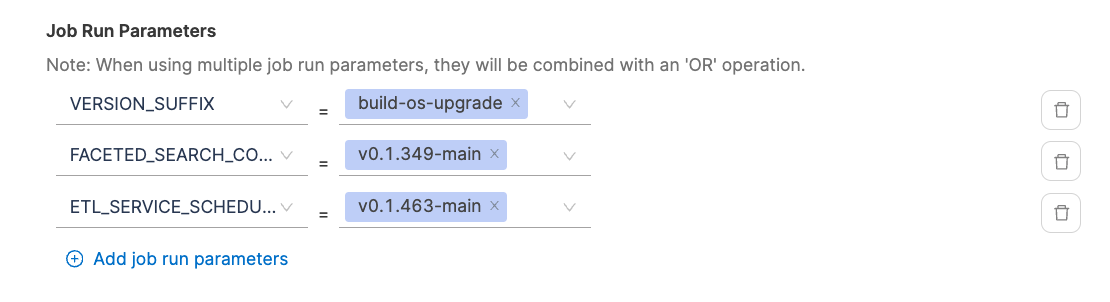 Job Run Parameters
Note: When using multiple job run parameters, they will be combined with an 'OR' operation.
VERSION_SUFFIX = build-os-upgrade ×
FACETED_SEARCH_CO... = v0.1.349-main ×
ETL_SERVICE_SCHEDU... = v0.1.463-main ×
Add job run parameters